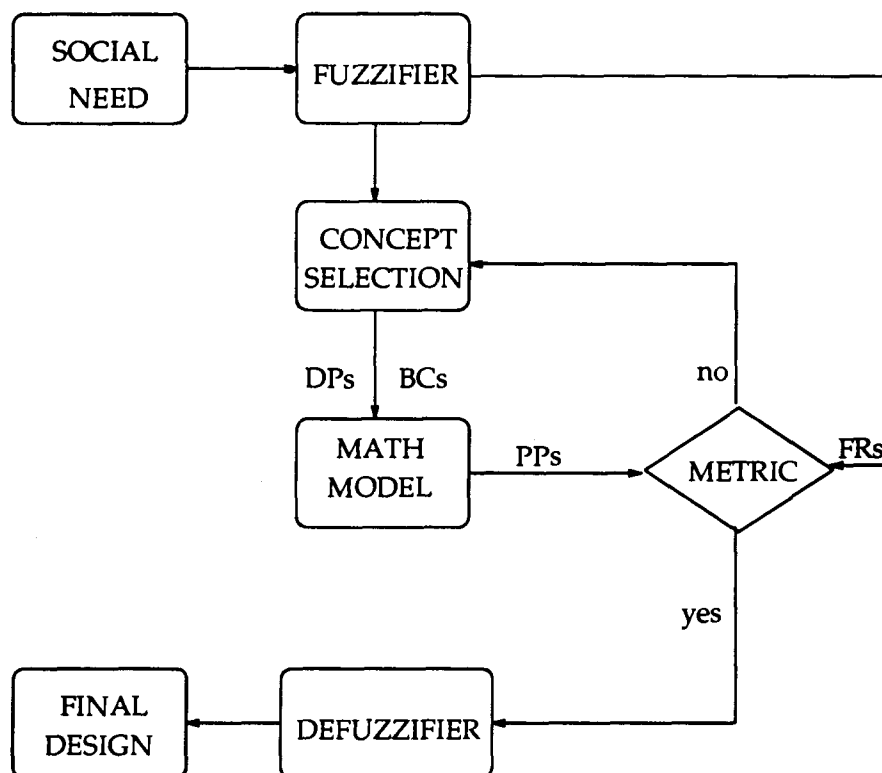 SOCIAL
NEED
FUZZIFIER
CONCEPT
SELECTION
DPs BCs
no
MATH
MODEL
PPs
METRIC
FRs
yes
FINAL
DESIGN
DEFUZZIFIER